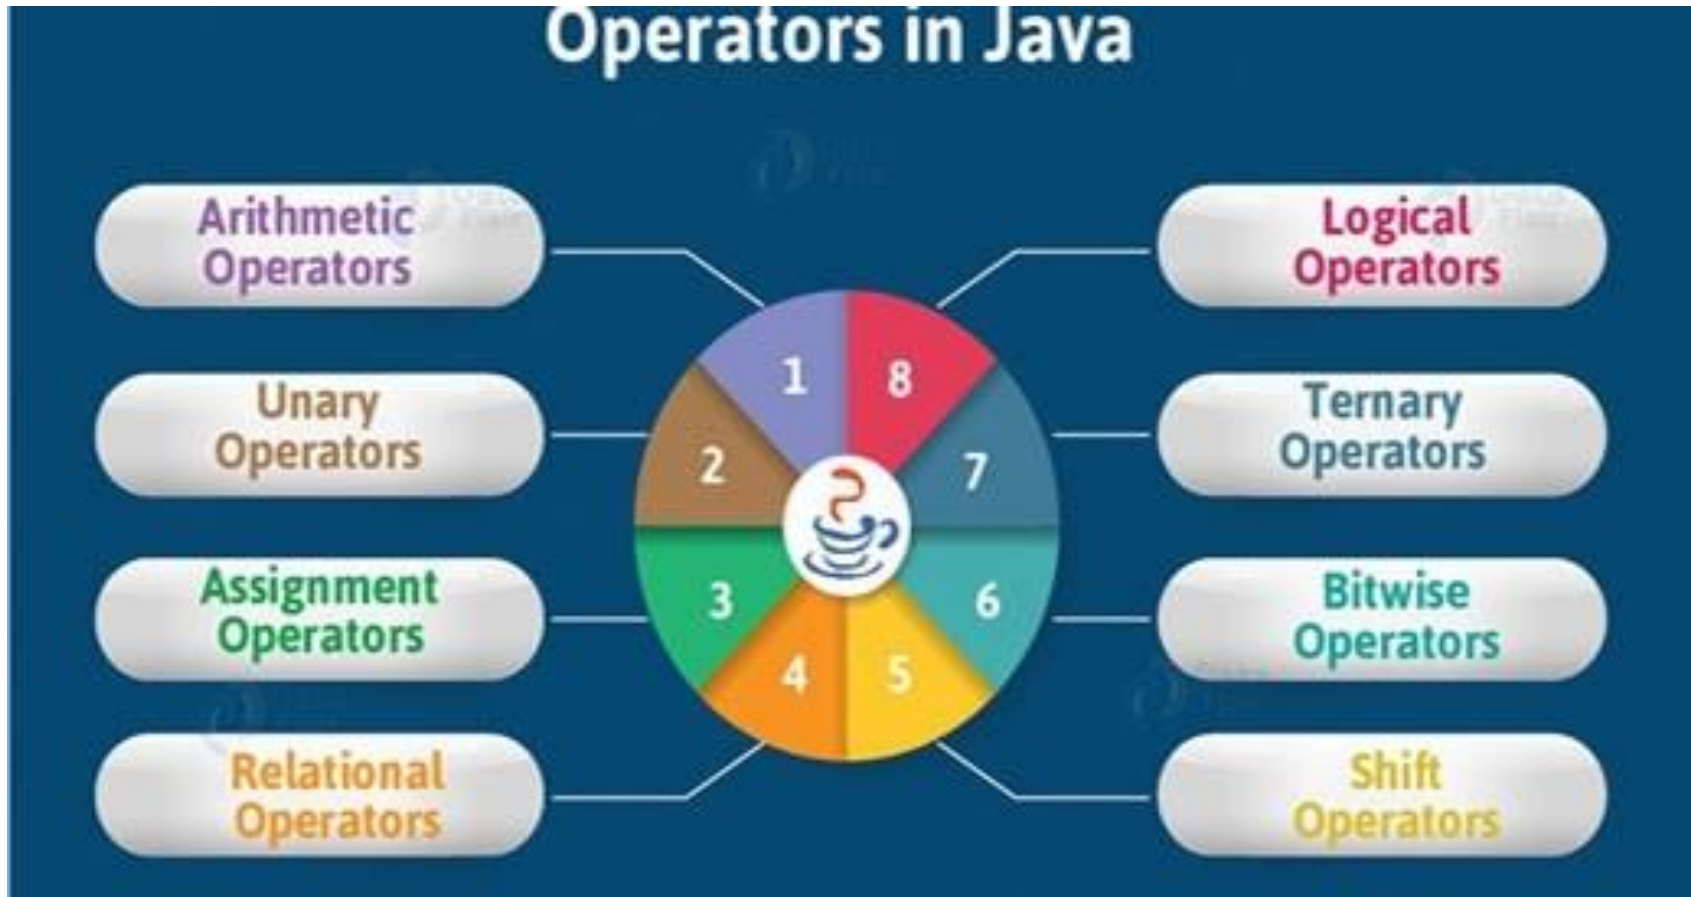 Operators in Java
Arithmetic
Operators
Unary
Operators
Assignment
Operators
Relational
Operators
1
8
2
7
3
6
4
5
Logical
Operators
Ternary
Operators
Bitwise
Operators
Shift
Operators